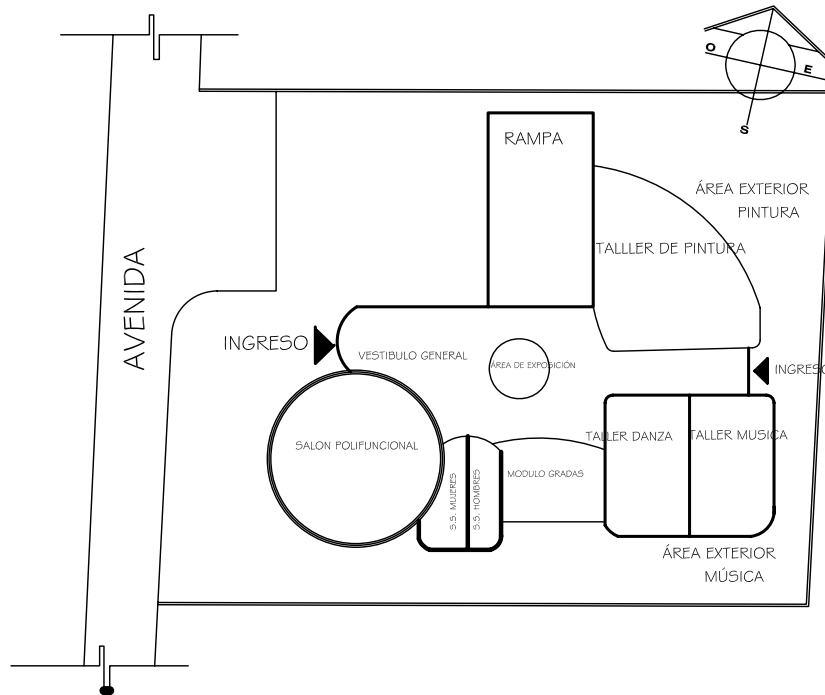 O
E
S
RAMPA
ÁREA EXTERIOR
PINTURA
TALLLER DE PINTURA
AVENIDA
INGRESO
VESTIBULO GENERAL
ÁREA DE EXPOSICIÓN
INGRESO
SALON POLIFUNCIONAL
TALLER DANZA
TALLER MUSICA
S.S. MUJERES
S.S. HOMBRES
MODULO GRADAS
ÁREA EXTERIOR
MÚSICA